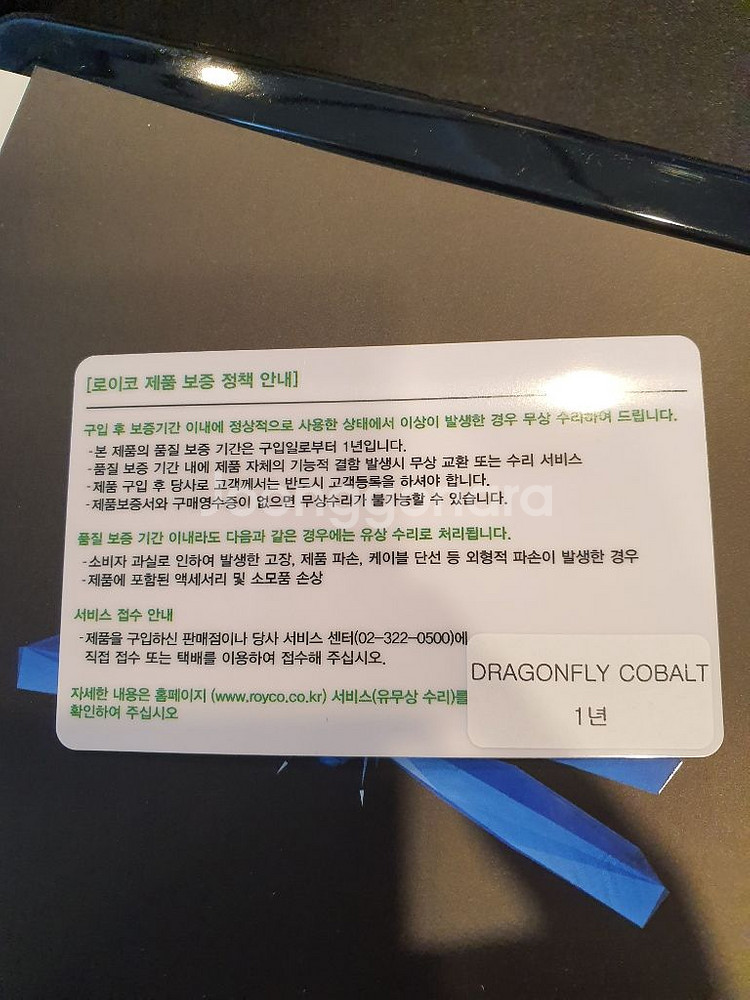 [로이코 제품 보증 정책 안내]
구입 후 보증기간 이내에 정상적으로 사용한 상태에서 이상이 발생한 경우 무상 수리하여 드립니다.
-본 제품의 품질 보증 기간은 구입일로부터 1년입니다.
-품질 보증 기간 내에 제품 자체의 기능적 결함 발생시 무상 교환 또는 수리 서비스
-제품 구입 후 당사로 고객께서는 반드시 고객등록을 하셔야 합니다.
-제품보증서와 구매영수증이 없으면 무상수리가 불가능할 수 있습니다.
joonggonara
품질 보증 기간 이내라도 다음과 같은 경우에는 유상 수리로 처리됩니다.
-소비자 과실로 인하여 발생한 고장, 제품 파손, 케이블 단선 등 외형적 파손이 발생한 경우
-제품에 포함된 액세서리 및 소모품 손상
서비스 접수 안내
-제품을 구입하신 판매점이나 당사 서비스 센터(02-322-0500)에
직접 접수 또는 택배를 이용하여 접수해 주십시오.
자세한 내용은 홈페이지 (www.royco.co.kr) 서비스(유무상 수리)를
확인하여 주십시오
DRAGONFLY COBALT
1년